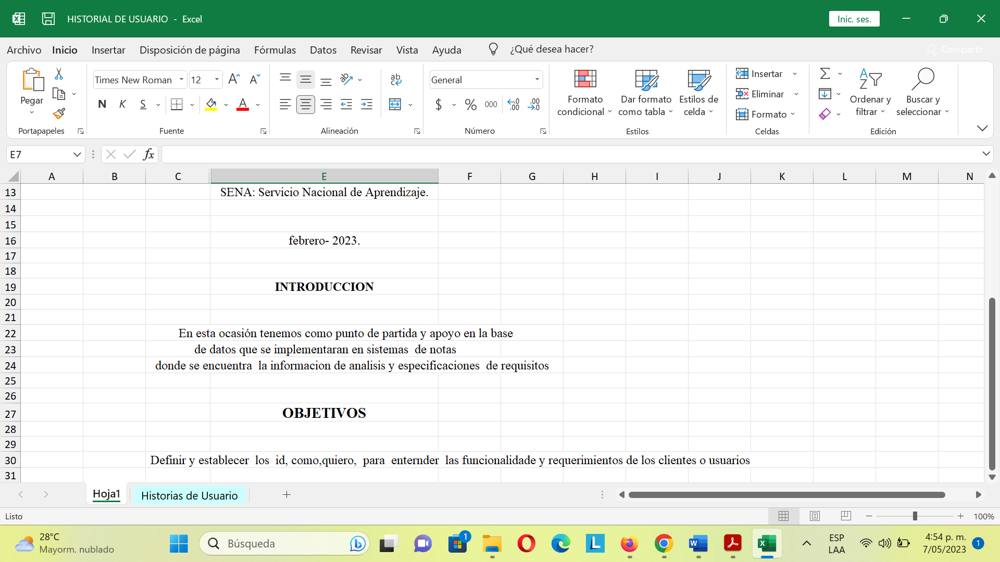 HISTORIAL DE USUARIO - Excel
Inic. ses.
Archivo Inicio Insertar Disposición de página Fórmulas Datos Revisar Vista Ayuda ¿Qué desea hacer? Compartir
Pegar
Portapapeles
Times New Roman 12
N K S
Fuente
Alineación
General
$ % 000
Número
Formato condicional
Dar formato como tabla
Estilos de celda
Estilos
Insertar
Eliminar
Formato
Celdas
Ordenar y filtrar
Buscar y seleccionar
Edición
E7
fx
A B C E F G H I J K L M N
13 SENA: Servicio Nacional de Aprendizaje.
14
15
16 febrero- 2023.
17
18
19 INTRODUCCION
20
21
22 En esta ocasión tenemos como punto de partida y apoyo en la base
23 de datos que se implementaran en sistemas  de notas
24 donde se encuentra  la informacion de analisis y especificaciones  de requisitos
25
26
27 OBJETIVOS
28
29
30 Definir y establecer  los  id, como,quiero,  para  enternder  las funcionalidade y requerimientos de los clientes o usuarios
31
Hoja1 Historias de Usuario
Listo
100%
28°C
Mayorm. nublado
Búsqueda
1
ESP
LAA
4:54 p. m.
7/05/2023
1